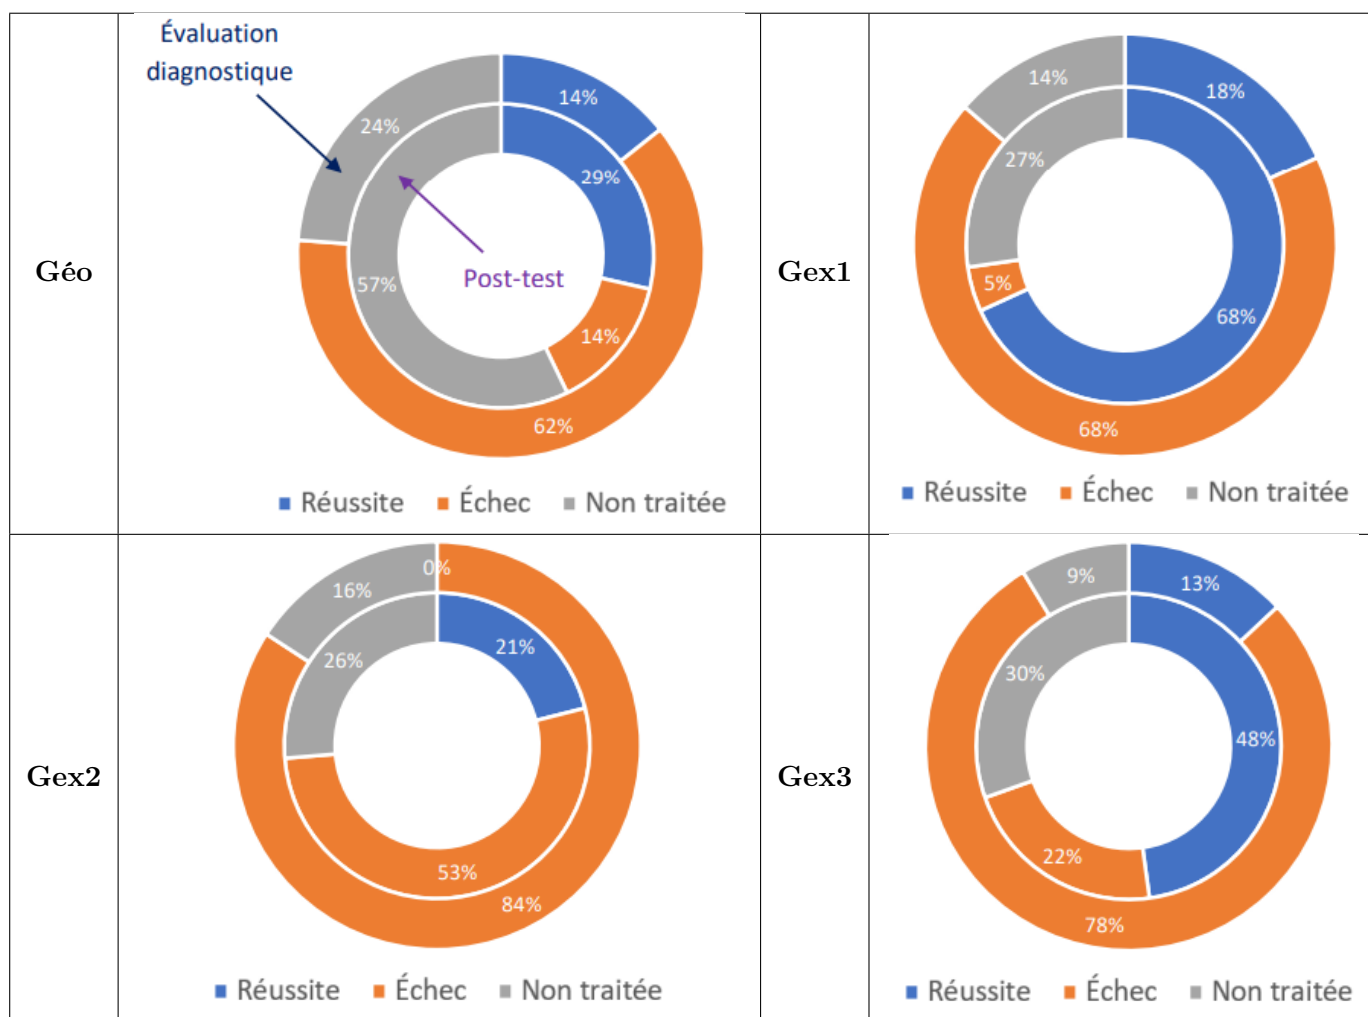 Géo
Évaluation
diagnostique
14%
24%
29%
57%
Post-test
14%
62%
Réussite Échec Non traitée
Gex1
14%
18%
27%
5%
68%
68%
Réussite Échec Non traitée
Gex2
0%
16%
21%
26%
53%
84%
Réussite Échec Non traitée
Gex3
9%
13%
30%
48%
22%
78%
Réussite Échec Non traitée